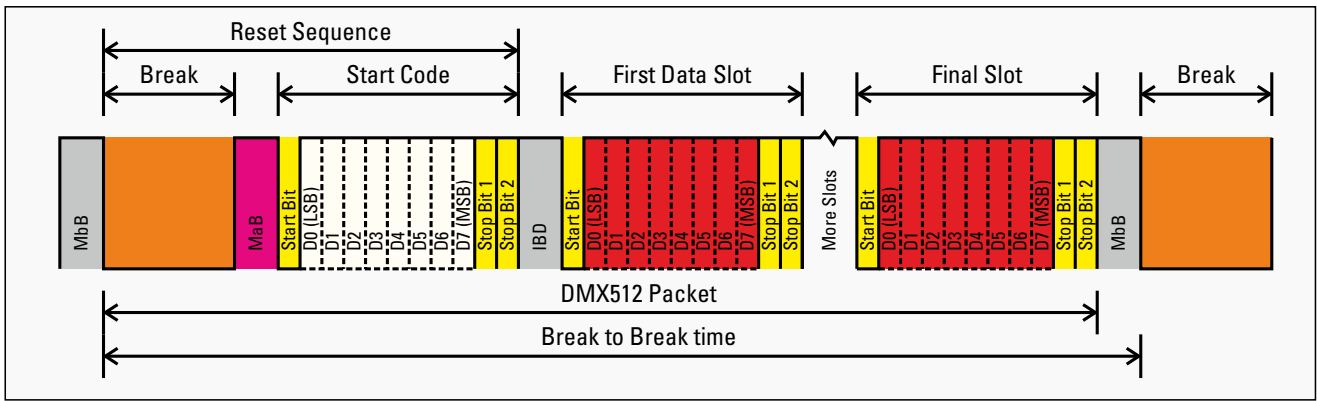 Reset Sequence
Break
Start Code
First Data Slot
Final Slot
Break
MbB
MaB
Start Bit
D0 (LSB)
D1
D2
D3
D4
D5
D6
D7 (MSB)
Stop Bit 1
Stop Bit 2
IBD
Start Bit
D0 (LSB)
D1
D2
D3
D4
D5
D6
D7 (MSB)
Stop Bit 1
Stop Bit 2
More Slots
Start Bit
D0 (LSB)
D1
D2
D3
D4
D5
D6
D7 (MSB)
Stop Bit 1
Stop Bit 2
MbB
DMX512 Packet
Break to Break time